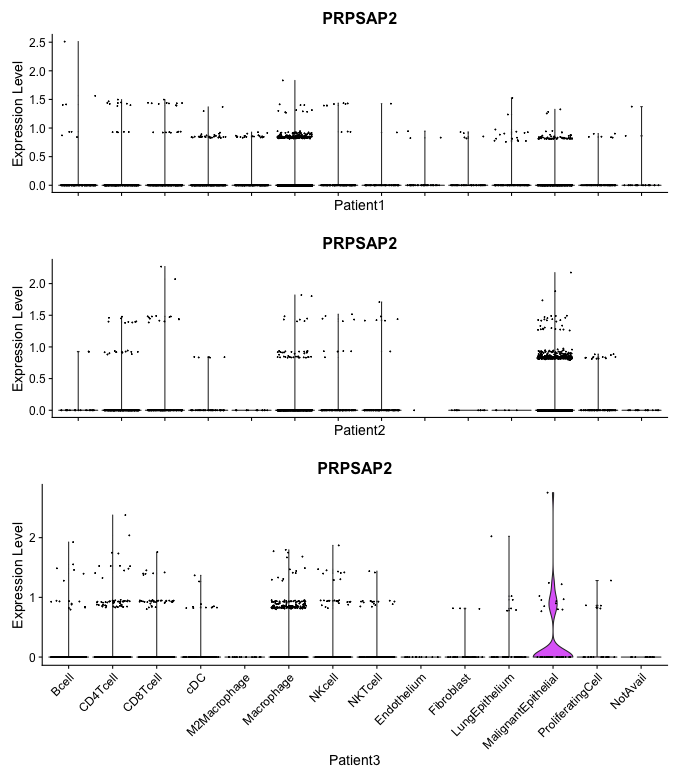 PRPSAP2
Expression Level
2.5
2.0
1.5
1.0
0.5
0.0
Patient1
PRPSAP2
Expression Level
2.0
1.5
1.0
0.5
0.0
Patient2
PRPSAP2
Expression Level
2
1
0
Bcell
CD4Tcell
CD8Tcell
cDC
M2Macrophage
Macrophage
NKcell
NKTcell
Endothelium
Fibroblast
LungEpithelium
MalignantEpithelial
ProliferatingCell
NotAvail
Patient3